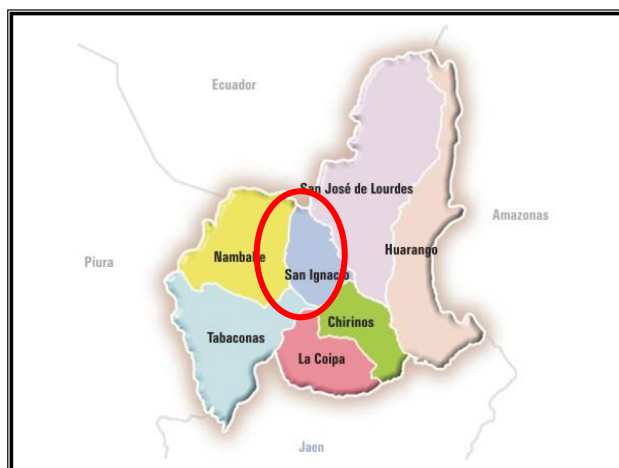 Ecuador
San José de Lourdes
Amazonas
Huarango
Namballe
Piura
San Ignacio
Chirinos
Tabaconas
La Coipa
Jaen